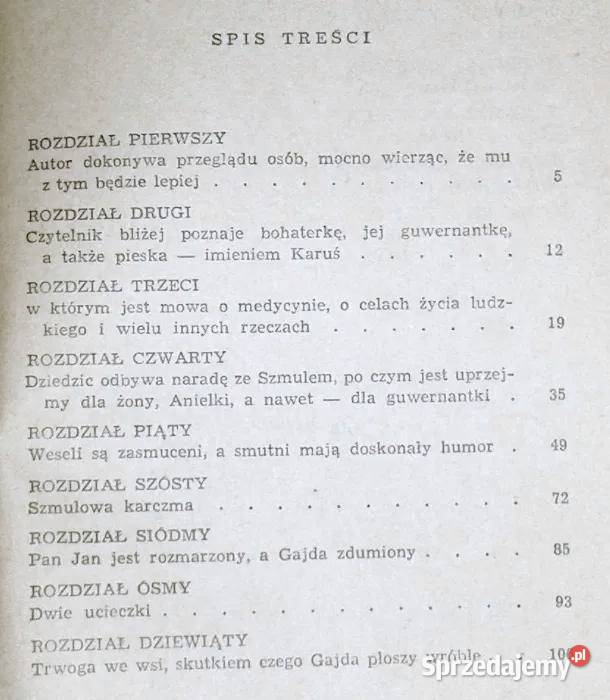 SPIS TREŚCI
ROZDZIAŁ PIERWSZY
Autor dokonywa przeglądu osób, mocno wierząc, że mu
z tym będzie lepiej . . . . . . . . . . . 5
ROZDZIAŁ DRUGI
Czytelnik bliżej poznaje bohaterkę, jej guwernantkę,
a także pieska — imieniem Karuś . . . . . . 12
ROZDZIAŁ TRZECI
w którym jest mowa o medycynie, o celach życia ludz-
kiego i wielu innych rzeczach . . . . . . . 19
ROZDZIAŁ CZWARTY
Dziedzic odbywa naradę ze Szmulem, po czym jest uprzej-
my dla żony, Anielki, a nawet — dla guwernantki . 35
ROZDZIAŁ PIĄTY
Weseli są zasmuceni, a smutni mają doskonały humor . 49
ROZDZIAŁ SZÓSTY
Szmulowa karczma . . . . . . . . . . . 72
ROZDZIAŁ SIÓDMY
Pan Jan jest rozmarzony, a Gajda zdumiony . . . . 85
ROZDZIAŁ ÓSMY
Dwie ucieczki . . . . . . . . . . . . . 93
ROZDZIAŁ DZIEWIĄTY
Trwoga we wsi, skutkiem czego Gajda płoszy wróble . .
Sprzedajemy.pl